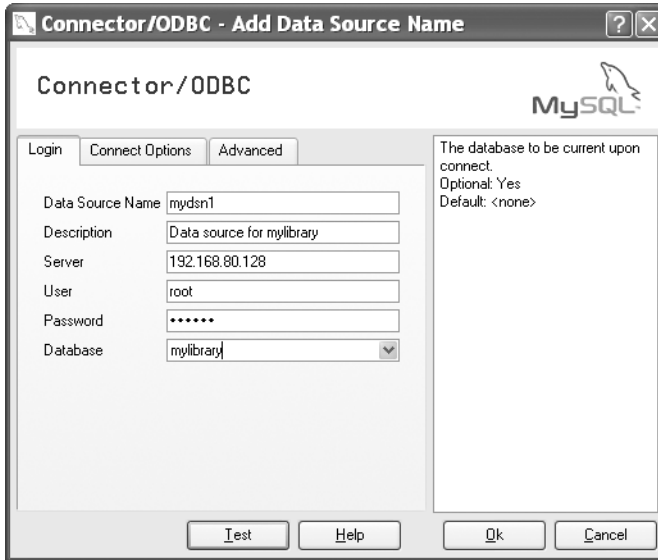 Connector/ODBC - Add Data Source Name
Connector/ODBC
MySQL
Login Connect Options Advanced
Data Source Name mydsn1
Description Data source for mylibrary
Server 192.168.80.128
User root
Password ••••••
Database mylibrary
The database to be current upon
connect.
Optional: Yes
Default: <none>
Test Help Ok Cancel